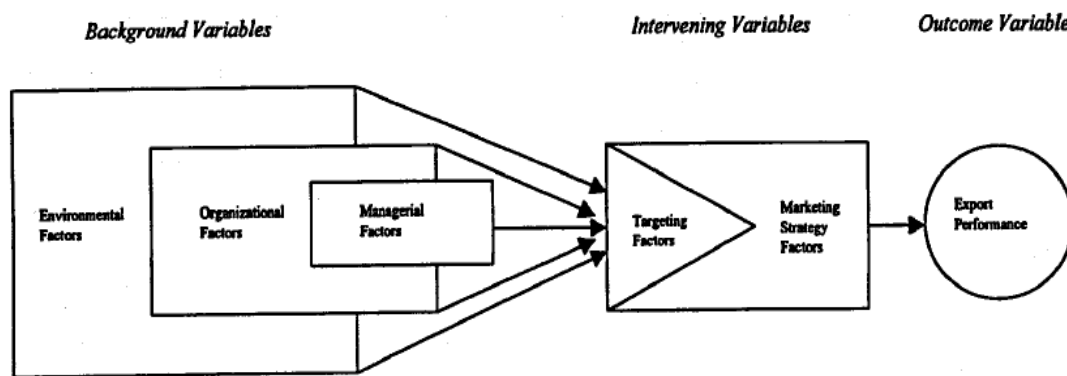 Background Variables
Intervening Variables
Outcome Variable
Environmental
Factors
Organizational
Factors
Managerial
Factors
Targeting
Factors
Marketing
Strategy
Factors
Export
Performance